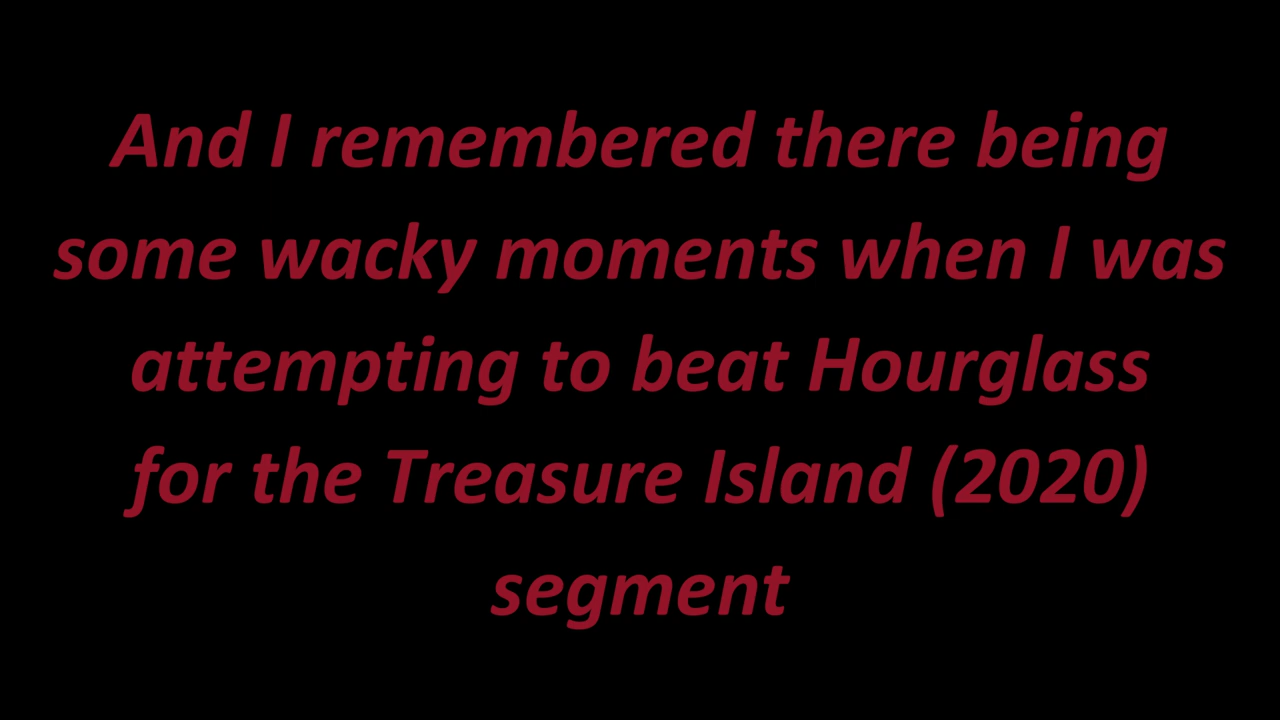 And I remembered there being
some wacky moments when I was
attempting to beat Hourglass
for the Treasure Island (2020)
segment